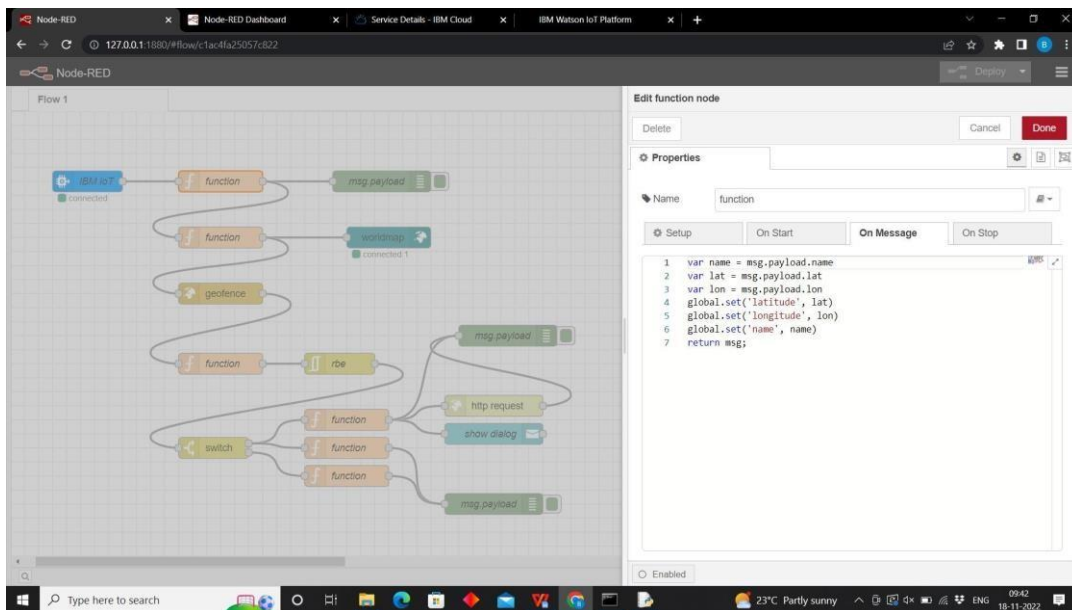 Node-RED
Node-RED Dashboard
Service Details - IBM Cloud
IBM Watson IoT Platform
127.0.0.1:1880/#flow/c1ac4fa25057c822
B
Node-RED
Deploy
Flow 1
IBM IoT
connected
function
msg.payload
function
worldmap
connected 1
geofence
function
rbe
msg.payload
function
http request
show dialog
switch
function
function
msg.payload
Edit function node
Delete
Cancel
Done
Properties
Name
function
Setup
On Start
On Message
On Stop
1 var name = msg.payload.name
2 var lat = msg.payload.lat
3 var lon = msg.payload.lon
4 global.set('latitude', lat)
5 global.set('longitude', lon)
6 global.set('name', name)
7 return msg;
Enabled
Type here to search
23°C Partly sunny
ENG
09:42
18-11-2022